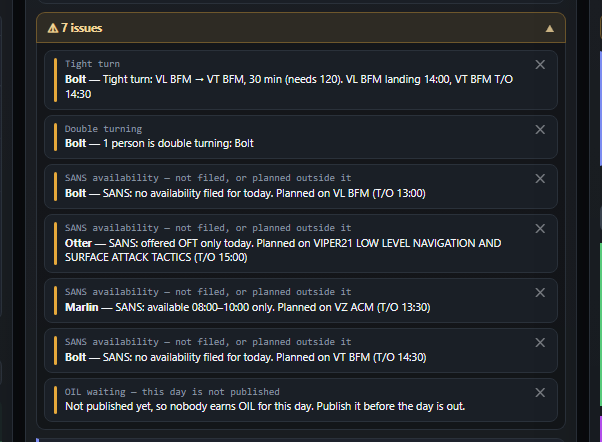 ⚠ 7 issues ▲
Tight turn ✕
Bolt — Tight turn: VL BFM → VT BFM, 30 min (needs 120). VL BFM landing 14:00, VT BFM T/O
14:30
Double turning ✕
Bolt — 1 person is double turning: Bolt
SANS availability — not filed, or planned outside it ✕
Bolt — SANS: no availability filed for today. Planned on VL BFM (T/O 13:00)
SANS availability — not filed, or planned outside it ✕
Otter — SANS: offered OFT only today. Planned on VIPER21 LOW LEVEL NAVIGATION AND
SURFACE ATTACK TACTICS (T/O 15:00)
SANS availability — not filed, or planned outside it ✕
Marlin — SANS: available 08:00–10:00 only. Planned on VZ ACM (T/O 13:30)
SANS availability — not filed, or planned outside it ✕
Bolt — SANS: no availability filed for today. Planned on VT BFM (T/O 14:30)
OIL waiting — this day is not published ✕
Not published yet, so nobody earns OIL for this day. Publish it before the day is out.